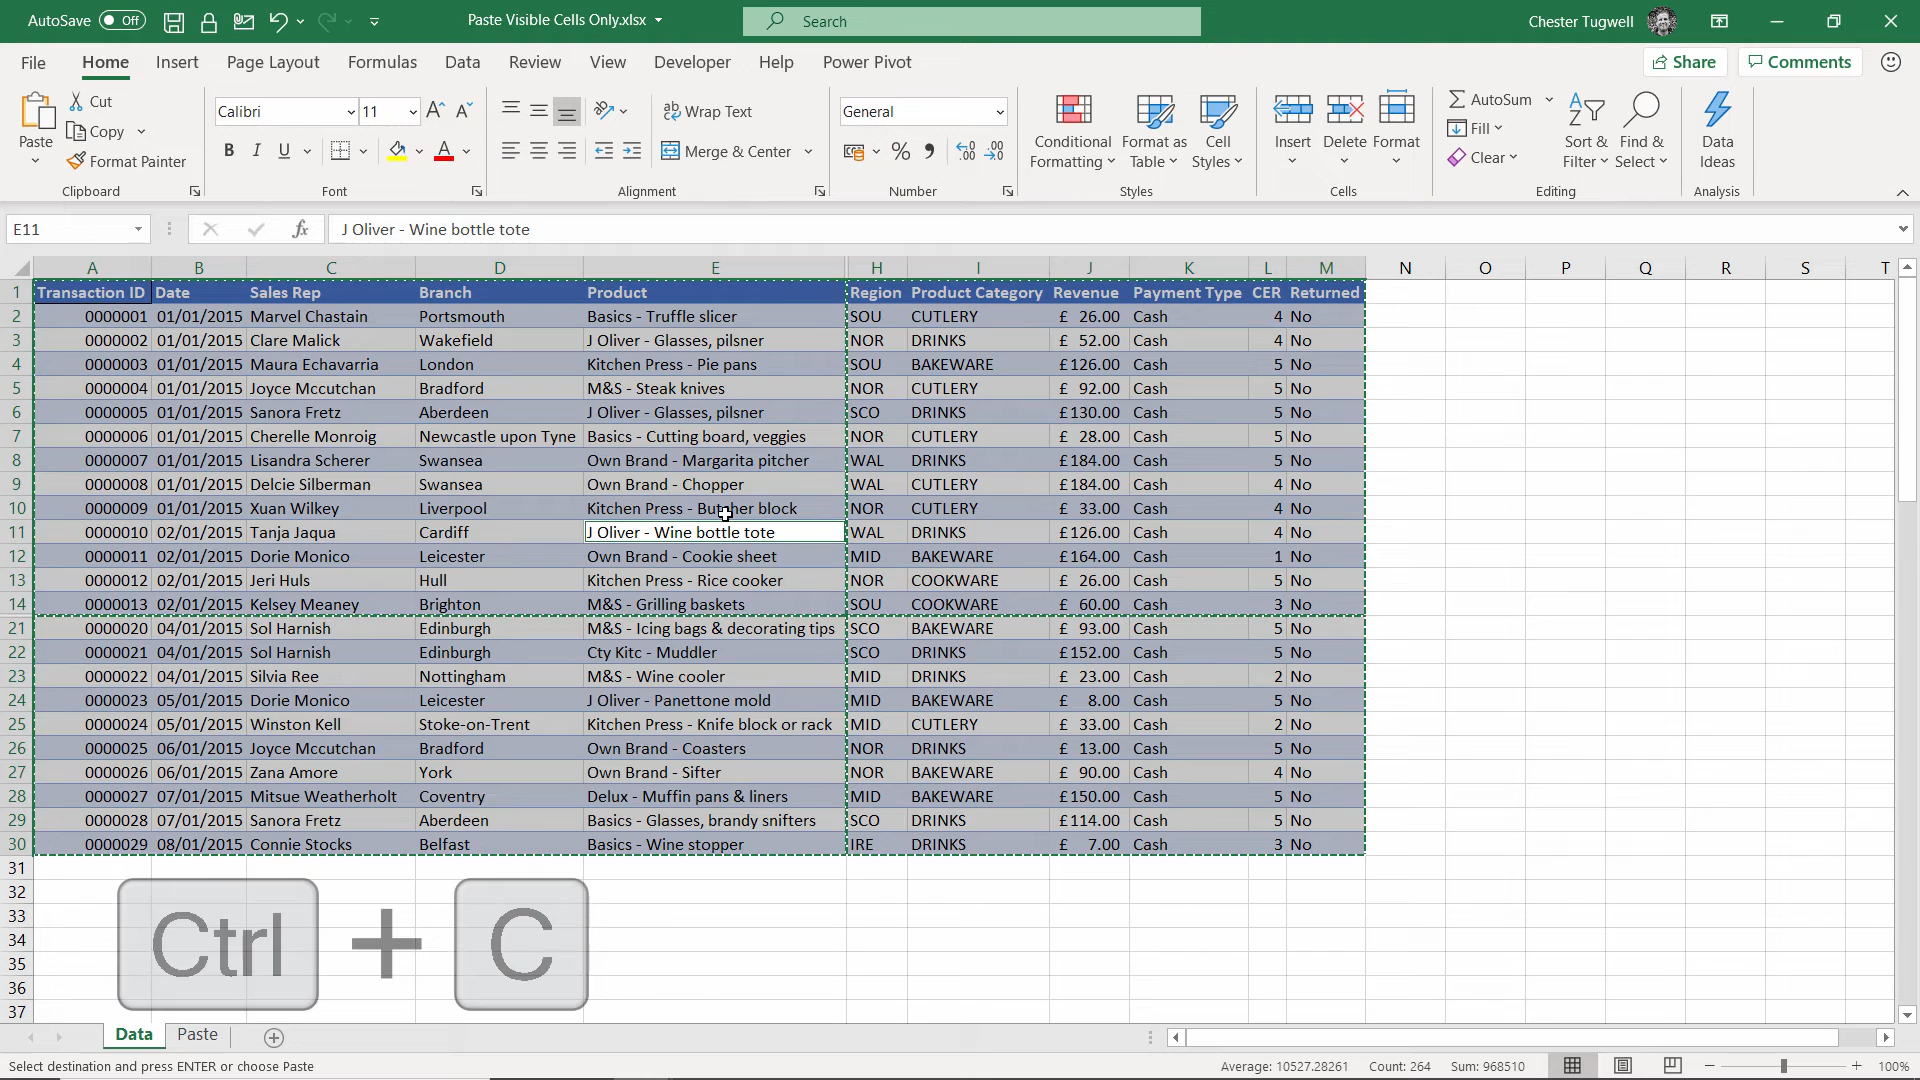 AutoSave Off Paste Visible Cells Only.xlsx Search Chester Tugwell
File Home Insert Page Layout Formulas Data Review View Developer Help Power Pivot Share Comments
Paste Cut Copy Format Painter Clipboard
Calibri 11 B I U A Font
Wrap Text Merge & Center Alignment
General % Number
Conditional Formatting Format as Table Cell Styles Styles
Insert Delete Format Cells
AutoSum Fill Clear Sort & Filter Find & Select Editing
Data Ideas Analysis
E11 fx J Oliver - Wine bottle tote
A B C D E H I J K L M N O P Q R S T
1 Transaction ID Date Sales Rep Branch Product Region Product Category Revenue Payment Type CER Returned
2 0000001 01/01/2015 Marvel Chastain Portsmouth Basics - Truffle slicer SOU CUTLERY £ 26.00 Cash 4 No
3 0000002 01/01/2015 Clare Malick Wakefield J Oliver - Glasses, pilsner NOR DRINKS £ 52.00 Cash 4 No
4 0000003 01/01/2015 Maura Echavarria London Kitchen Press - Pie pans SOU BAKEWARE £126.00 Cash 5 No
5 0000004 01/01/2015 Joyce Mccutchan Bradford M&S - Steak knives NOR CUTLERY £ 92.00 Cash 5 No
6 0000005 01/01/2015 Sanora Fretz Aberdeen J Oliver - Glasses, pilsner SCO DRINKS £130.00 Cash 5 No
7 0000006 01/01/2015 Cherelle Monroig Newcastle upon Tyne Basics - Cutting board, veggies NOR CUTLERY £ 28.00 Cash 5 No
8 0000007 01/01/2015 Lisandra Scherer Swansea Own Brand - Margarita pitcher WAL DRINKS £184.00 Cash 5 No
9 0000008 01/01/2015 Delcie Silberman Swansea Own Brand - Chopper WAL CUTLERY £184.00 Cash 4 No
10 0000009 01/01/2015 Xuan Wilkey Liverpool Kitchen Press - Butcher block NOR CUTLERY £ 33.00 Cash 4 No
11 0000010 02/01/2015 Tanja Jaqua Cardiff J Oliver - Wine bottle tote WAL DRINKS £126.00 Cash 4 No
12 0000011 02/01/2015 Dorie Monico Leicester Own Brand - Cookie sheet MID BAKEWARE £164.00 Cash 1 No
13 0000012 02/01/2015 Jeri Huls Hull Kitchen Press - Rice cooker NOR COOKWARE £ 26.00 Cash 5 No
14 0000013 02/01/2015 Kelsey Meaney Brighton M&S - Grilling baskets SOU COOKWARE £ 60.00 Cash 3 No
21 0000020 04/01/2015 Sol Harnish Edinburgh M&S - Icing bags & decorating tips SCO BAKEWARE £ 93.00 Cash 5 No
22 0000021 04/01/2015 Sol Harnish Edinburgh Cty Kitc - Muddler SCO DRINKS £152.00 Cash 5 No
23 0000022 04/01/2015 Silvia Ree Nottingham M&S - Wine cooler MID DRINKS £ 23.00 Cash 2 No
24 0000023 05/01/2015 Dorie Monico Leicester J Oliver - Panettone mold MID BAKEWARE £ 8.00 Cash 5 No
25 0000024 05/01/2015 Winston Kell Stoke-on-Trent Kitchen Press - Knife block or rack MID CUTLERY £ 33.00 Cash 2 No
26 0000025 06/01/2015 Joyce Mccutchan Bradford Own Brand - Coasters NOR DRINKS £ 13.00 Cash 5 No
27 0000026 06/01/2015 Zana Amore York Own Brand - Sifter NOR BAKEWARE £ 90.00 Cash 4 No
28 0000027 07/01/2015 Mitsue Weatherholt Coventry Delux - Muffin pans & liners MID BAKEWARE £150.00 Cash 5 No
29 0000028 07/01/2015 Sanora Fretz Aberdeen Basics - Glasses, brandy snifters SCO DRINKS £114.00 Cash 5 No
30 0000029 08/01/2015 Connie Stocks Belfast Basics - Wine stopper IRE DRINKS £ 7.00 Cash 3 No
31
32
33
34
35
36
37
Ctrl + C
Data Paste
Select destination and press ENTER or choose Paste Average: 10527.28261 Count: 264 Sum: 968510 100%